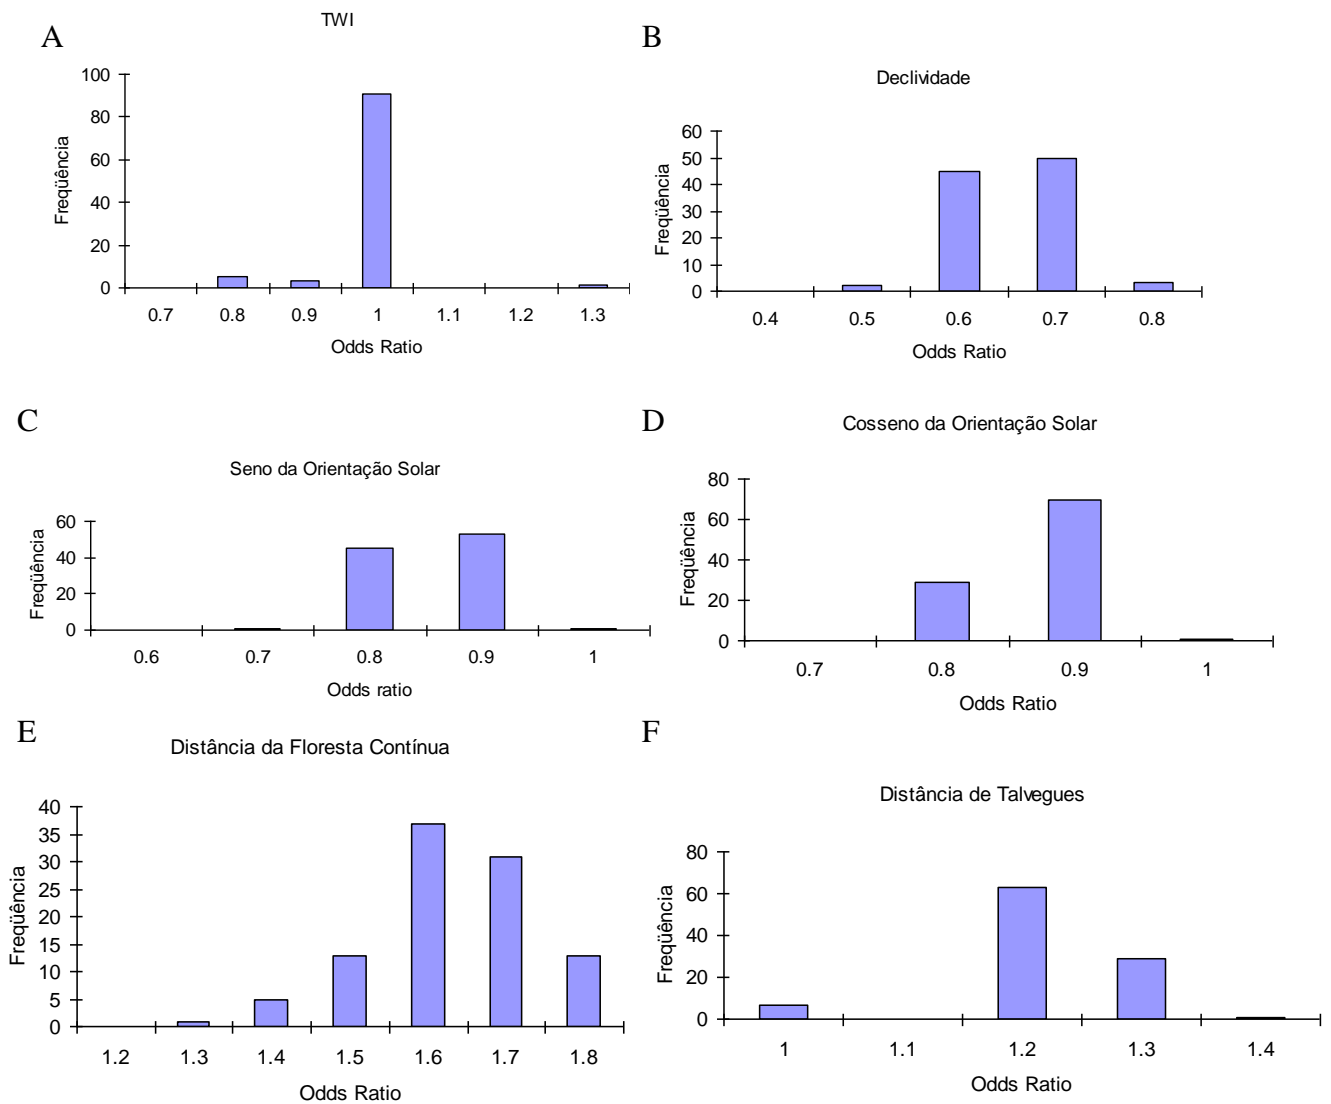 A
TWI
100
80
60
40
20
0
Freqüência
0.7 0.8 0.9 1 1.1 1.2 1.3
Odds Ratio
B
Declividade
60
50
40
30
20
10
0
Freqüência
0.4 0.5 0.6 0.7 0.8
Odds Ratio
C
Seno da Orientação Solar
60
40
20
0
Freqüência
0.6 0.7 0.8 0.9 1
Odds ratio
D
Cosseno da Orientação Solar
80
60
40
20
0
Freqüência
0.7 0.8 0.9 1
Odds Ratio
E
Distância da Floresta Contínua
40
35
30
25
20
15
10
5
0
Freqüência
1.2 1.3 1.4 1.5 1.6 1.7 1.8
Odds Ratio
F
Distância de Talvegues
80
60
40
20
0
Freqüência
1 1.1 1.2 1.3 1.4
Odds Ratio